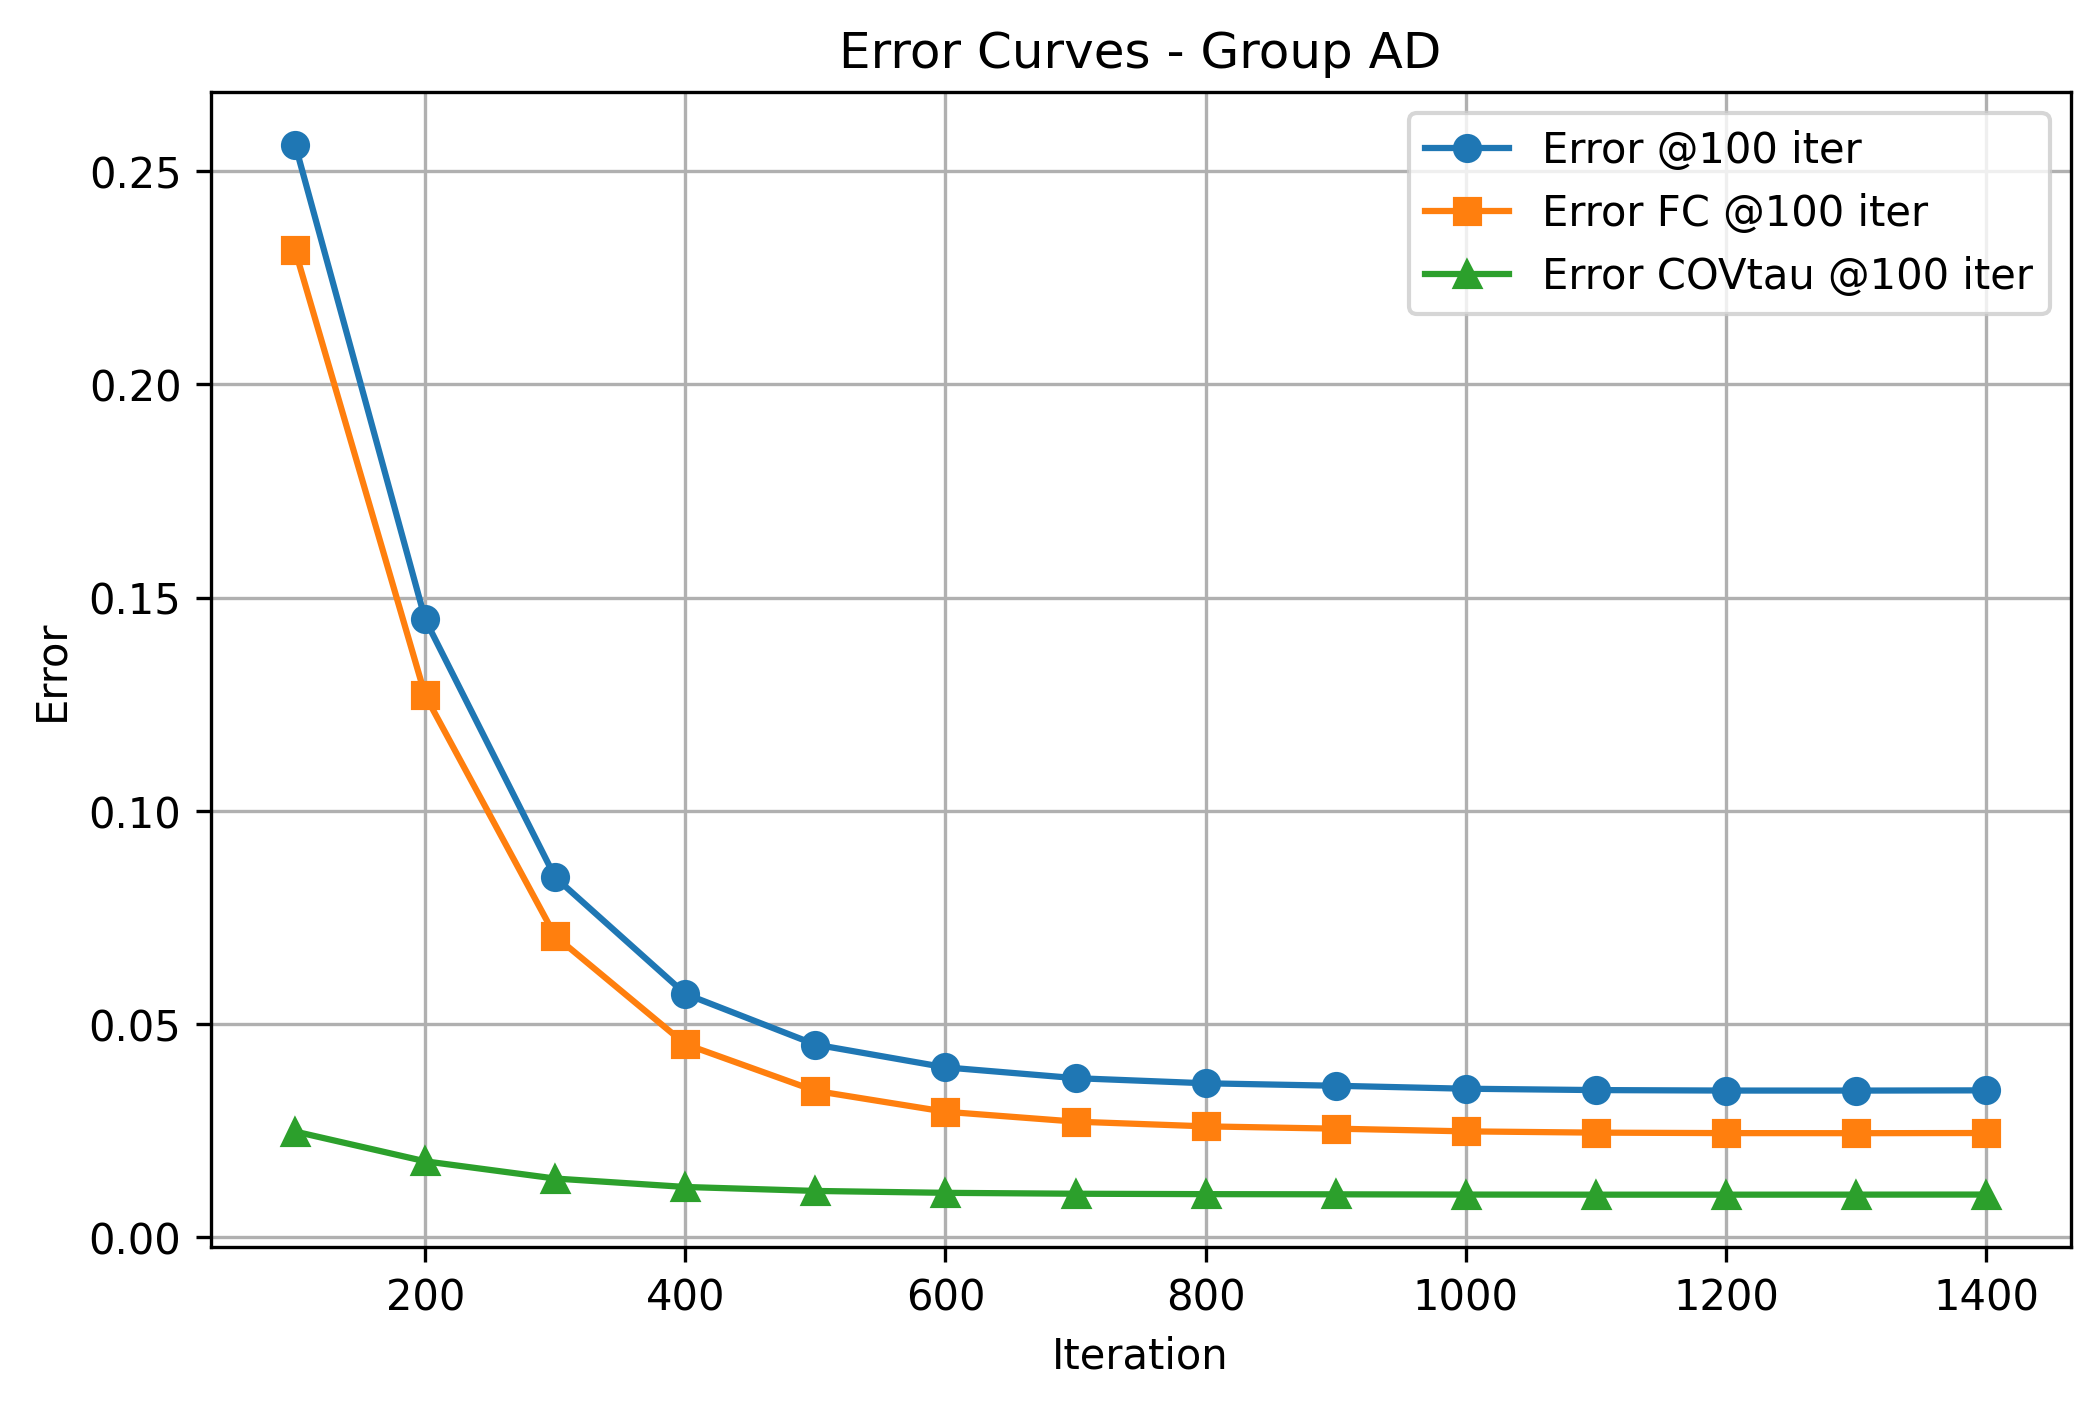 Error Curves - Group AD
Error @100 iter
Error FC @100 iter
Error COVtau @100 iter
Error
0.25
0.20
0.15
0.10
0.05
0.00
200 400 600 800 1000 1200 1400
Iteration